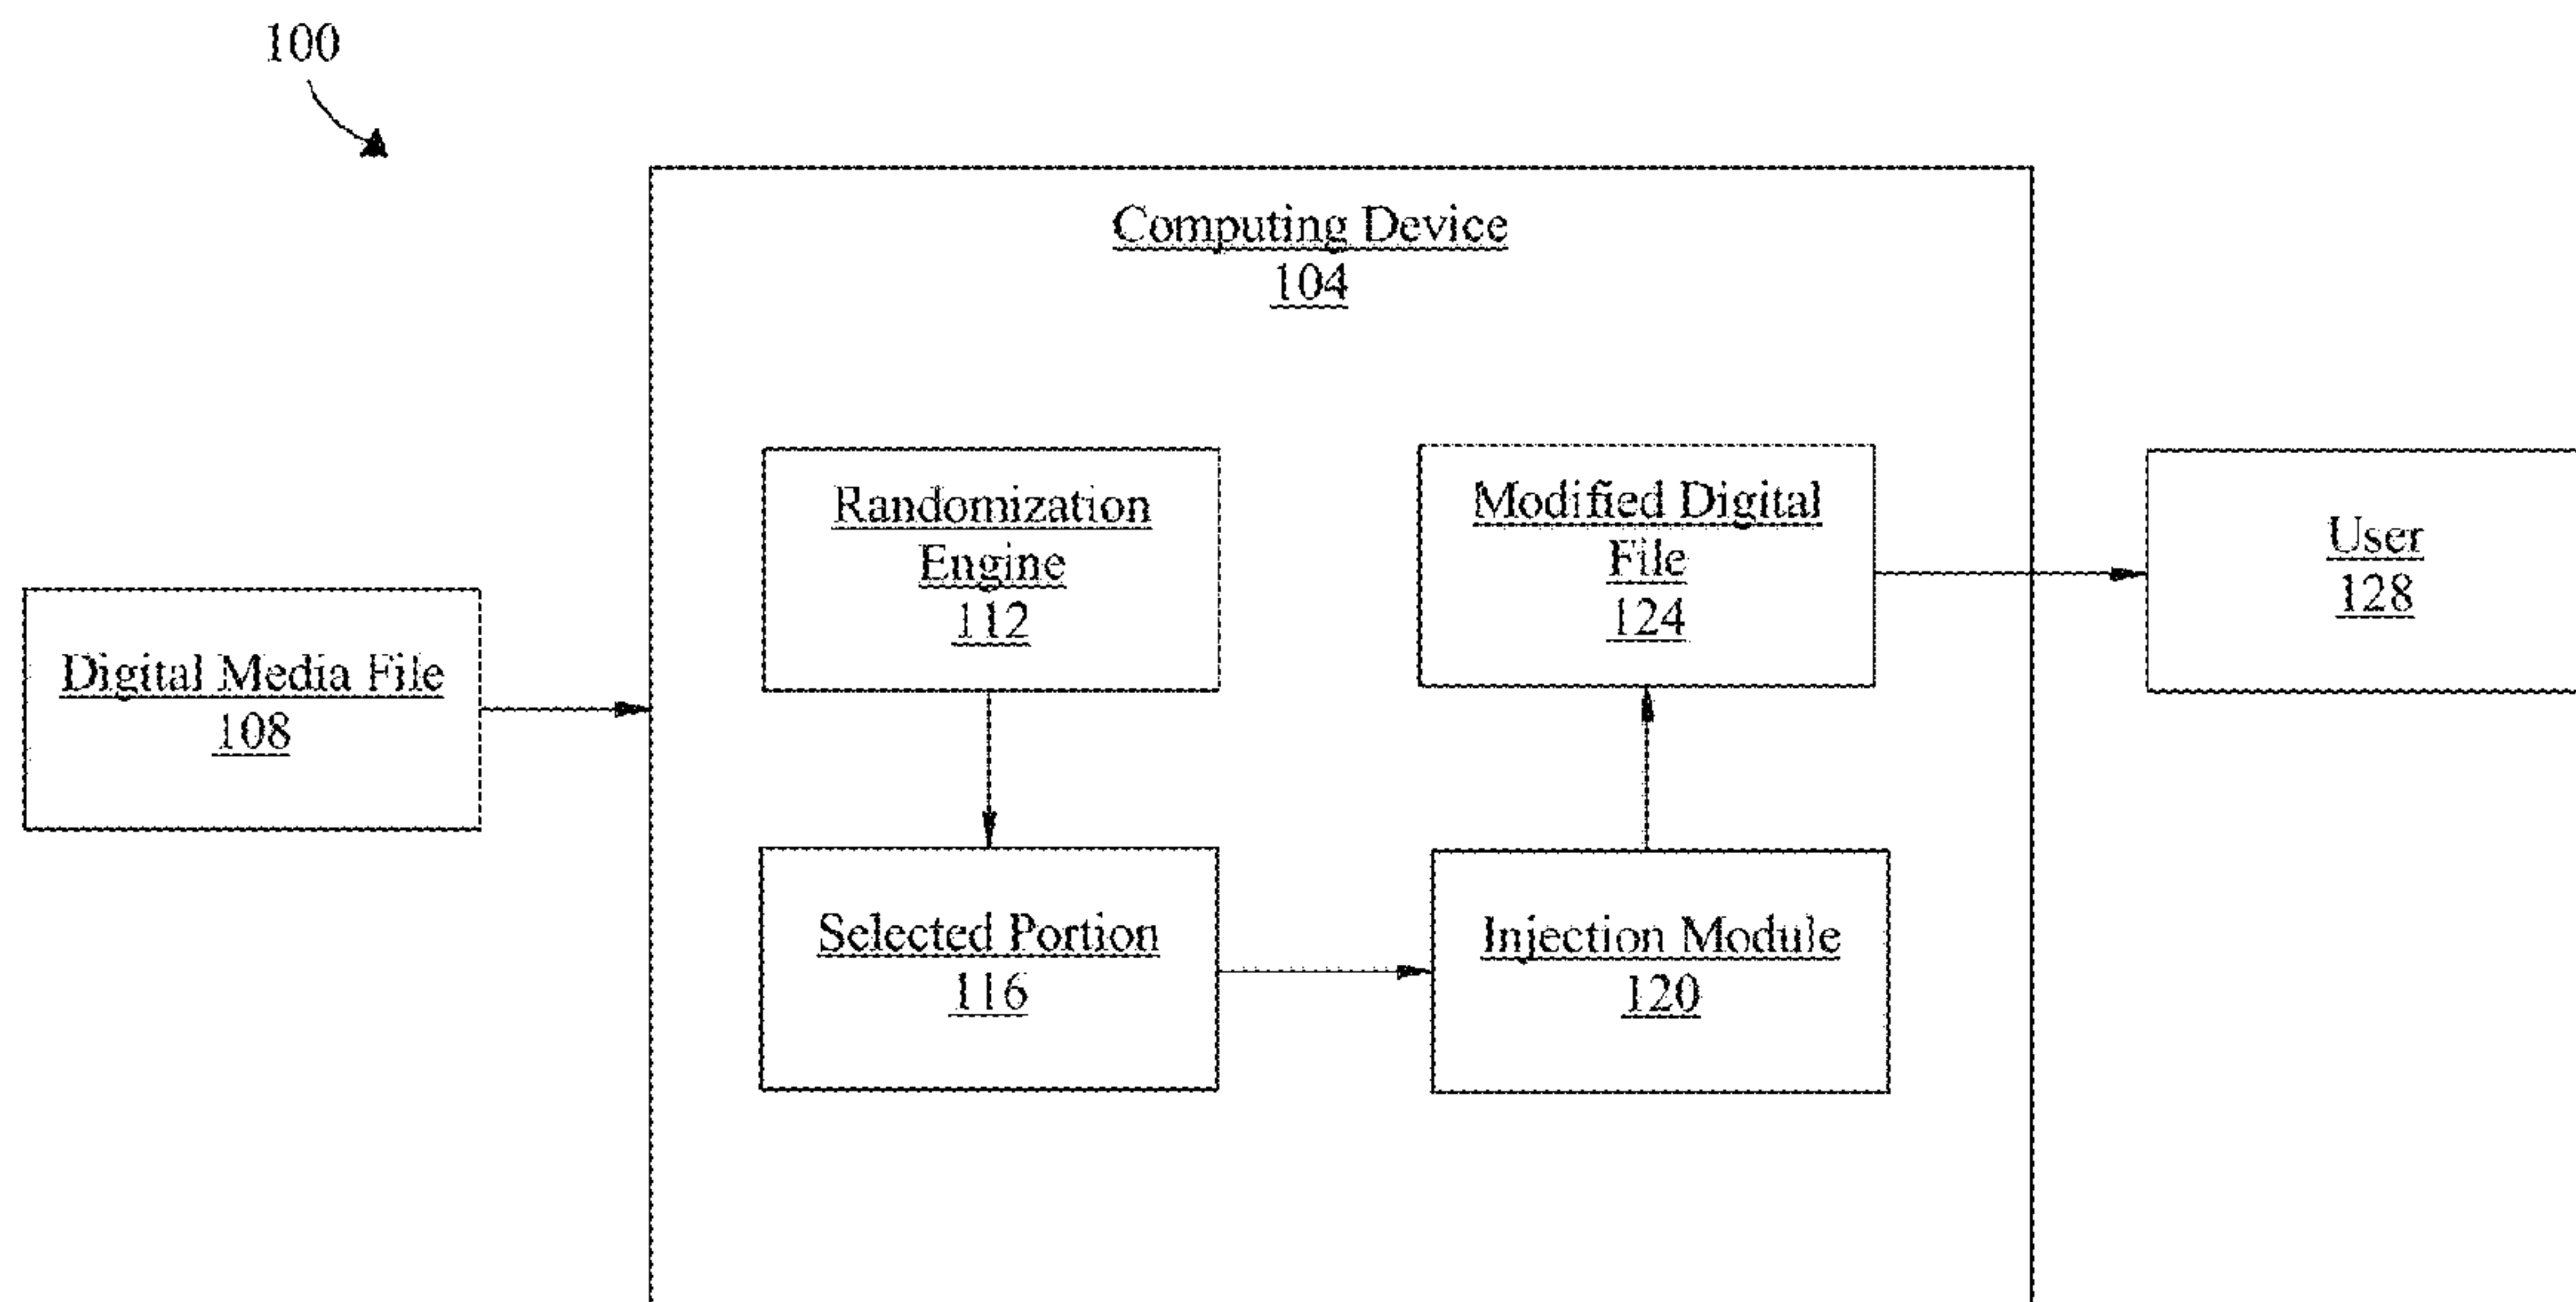 100
Computing Device
104
Randomization
Engine
112
Modified Digital
File
124
User
128
Digital Media File
108
Selected Portion
116
Injection Module
120